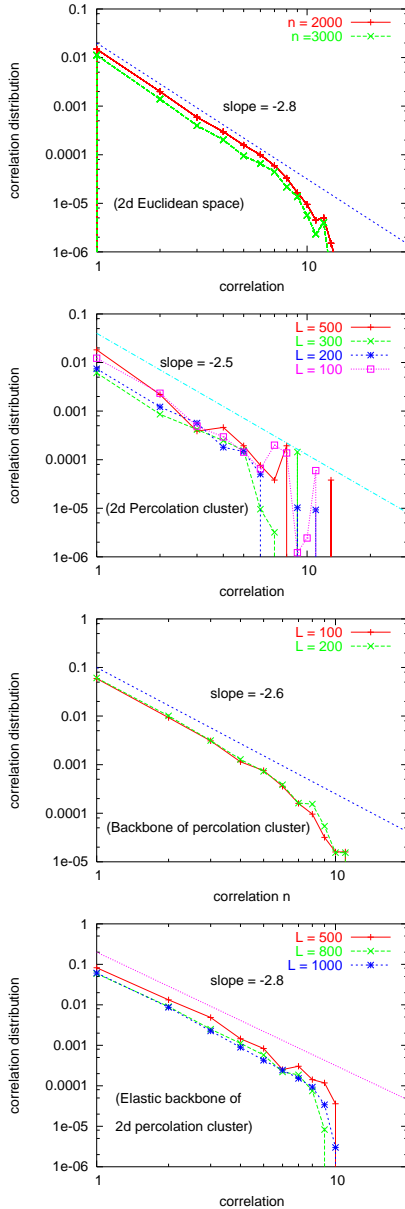 0.1
0.01
0.001
0.0001
1e-05
1e-06
correlation distribution
n = 2000
n =3000
slope = -2.8
(2d Euclidean space)
1
10
correlation
0.1
0.01
0.001
0.0001
1e-05
1e-06
correlation distribution
L = 500
L = 300
L = 200
L = 100
slope = -2.5
(2d Percolation cluster)
1
10
correlation
1
0.1
0.01
0.001
0.0001
1e-05
correlation distribution
L = 100
L = 200
slope = -2.6
(Backbone of percolation cluster)
1
10
correlation n
1
0.1
0.01
0.001
0.0001
1e-05
1e-06
correlation distribution
L = 500
L = 800
L = 1000
slope = -2.8
(Elastic backbone of
2d percolation cluster)
1
10
correlation